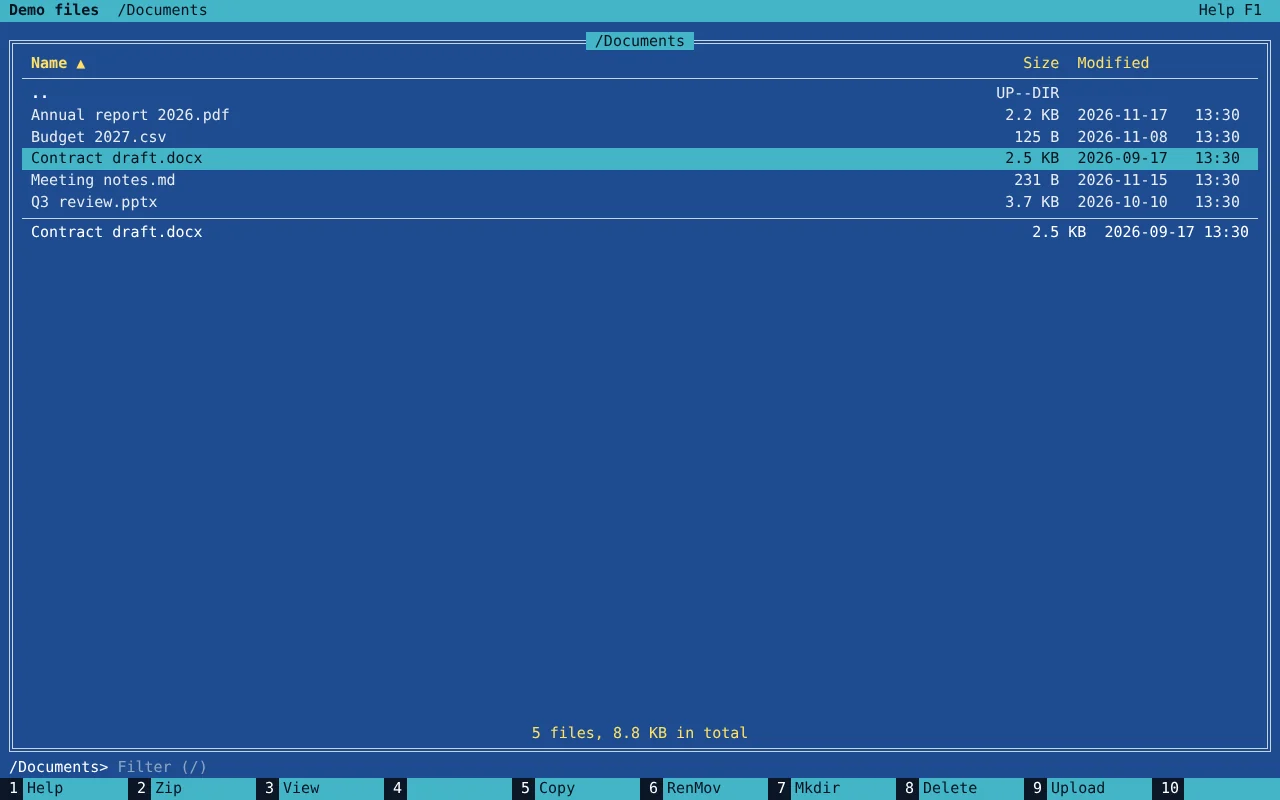 Demo files /Documents Help F1
/Documents
Name ▲ Size Modified
.. UP--DIR
Annual report 2026.pdf 2.2 KB 2026-11-17 13:30
Budget 2027.csv 125 B 2026-11-08 13:30
Contract draft.docx 2.5 KB 2026-09-17 13:30
Meeting notes.md 231 B 2026-11-15 13:30
Q3 review.pptx 3.7 KB 2026-10-10 13:30
Contract draft.docx 2.5 KB 2026-09-17 13:30
5 files, 8.8 KB in total
/Documents> Filter (/)
1 Help 2 Zip 3 View 4 5 Copy 6 RenMov 7 Mkdir 8 Delete 9 Upload 10